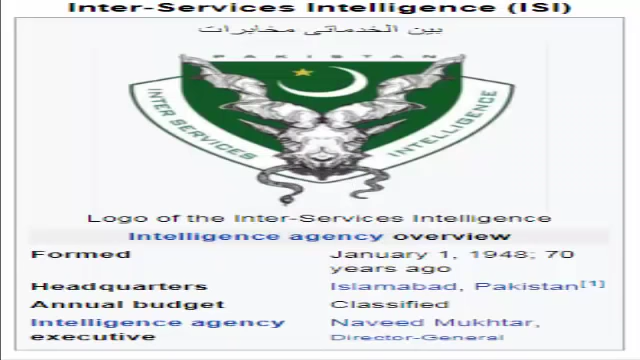 Inter-Services Intelligence (ISI)
بین الخدماتی مخابرات
PAKISTAN
INTER SERVICES INTELLIGENCE
Logo of the Inter-Services Intelligence
Intelligence agency overview
Formed January 1, 1948; 70
years ago
Headquarters Islamabad, Pakistan[1]
Annual budget Classified
Intelligence agency Naveed Mukhtar,
executive Director-General